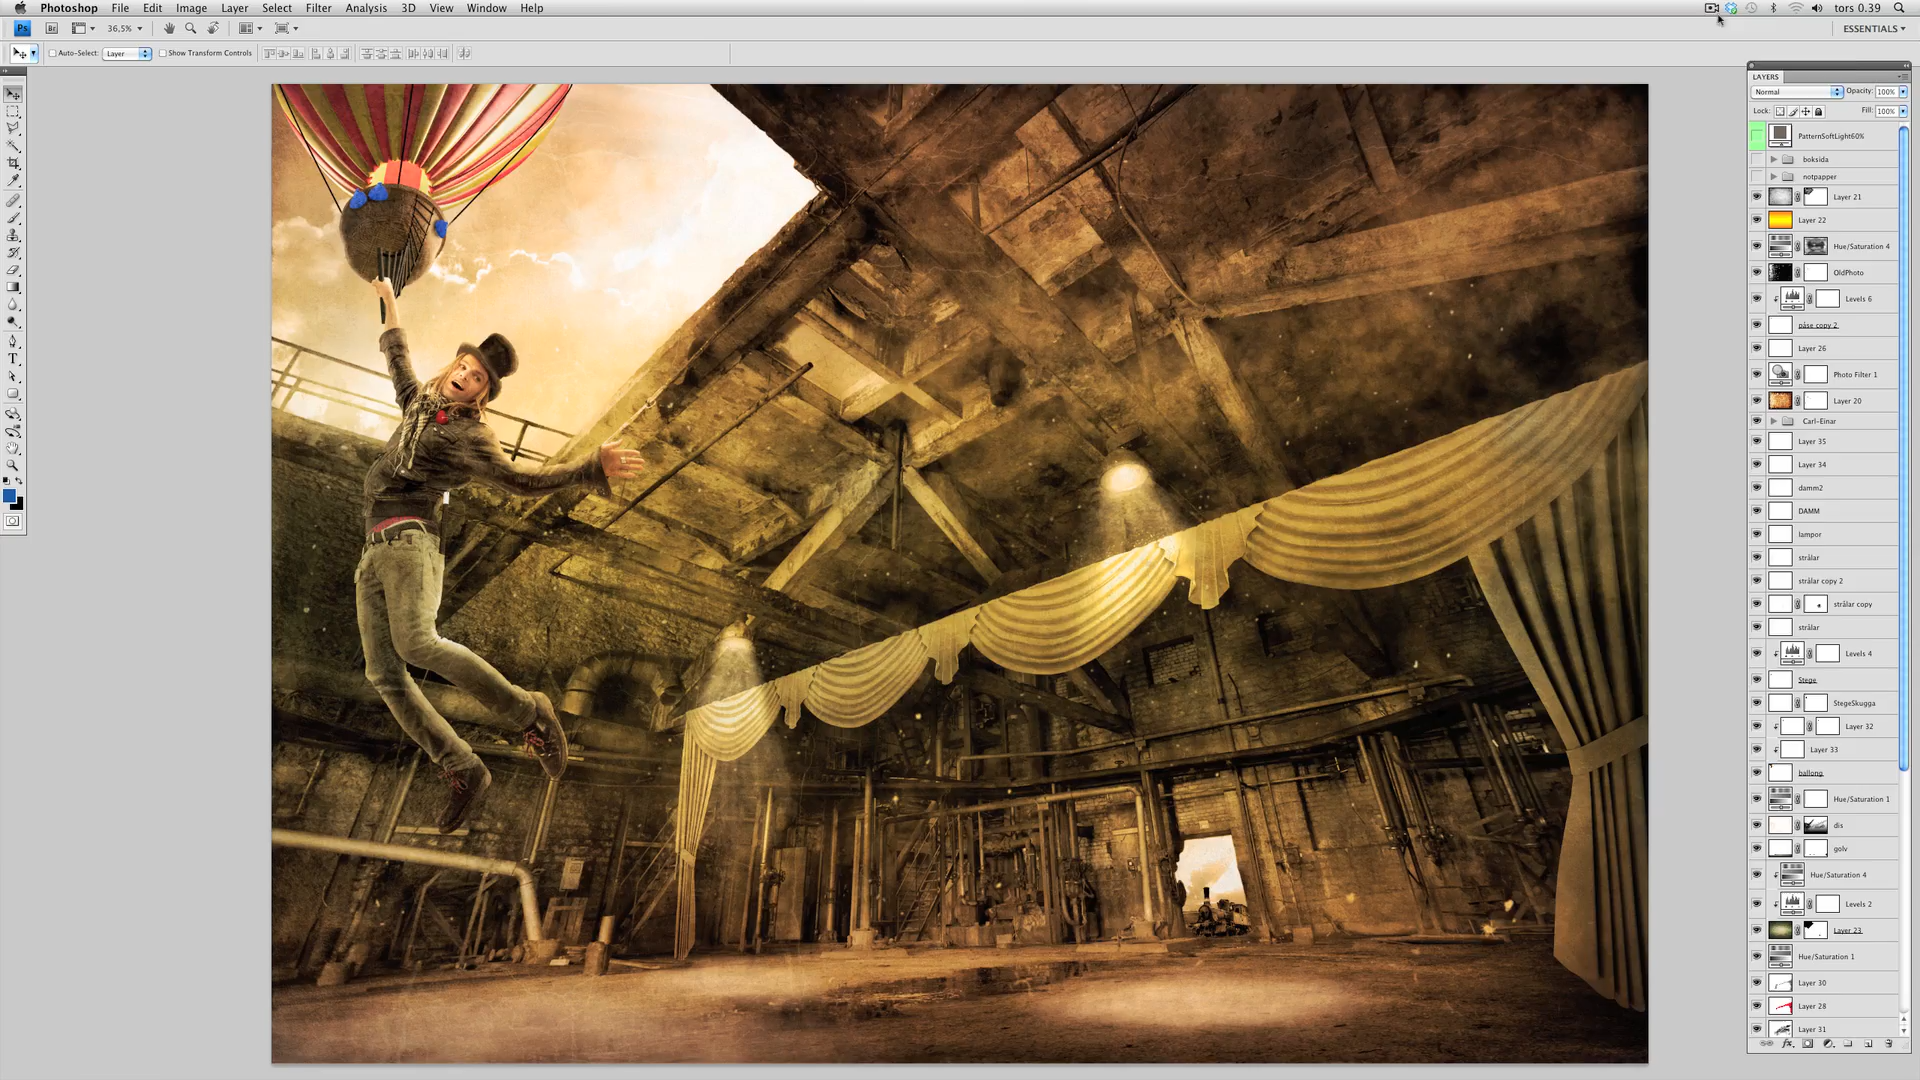 Photoshop File Edit Image Layer Select Filter Analysis 3D View Window Help
tors 0.39
Ps Br 36,5%
ESSENTIALS
Auto-Select: Layer Show Transform Controls
LAYERS
Normal Opacity: 100%
Lock: Fill: 100%
PatternSoftLight60%
boksida
notpapper
Layer 21
Layer 22
Hue/Saturation 4
OldPhoto
Levels 6
påse copy 2
Layer 26
Photo Filter 1
Layer 20
Carl-Einar
Layer 35
Layer 34
damm2
DAMM
lampor
strålar
strålar copy 2
strålar copy
strålar
Levels 4
Stege
StegeSkugga
Layer 32
Layer 33
ballong
Hue/Saturation 1
dis
golv
Hue/Saturation 4
Levels 2
Layer 23
Hue/Saturation 1
Layer 30
Layer 28
Layer 31